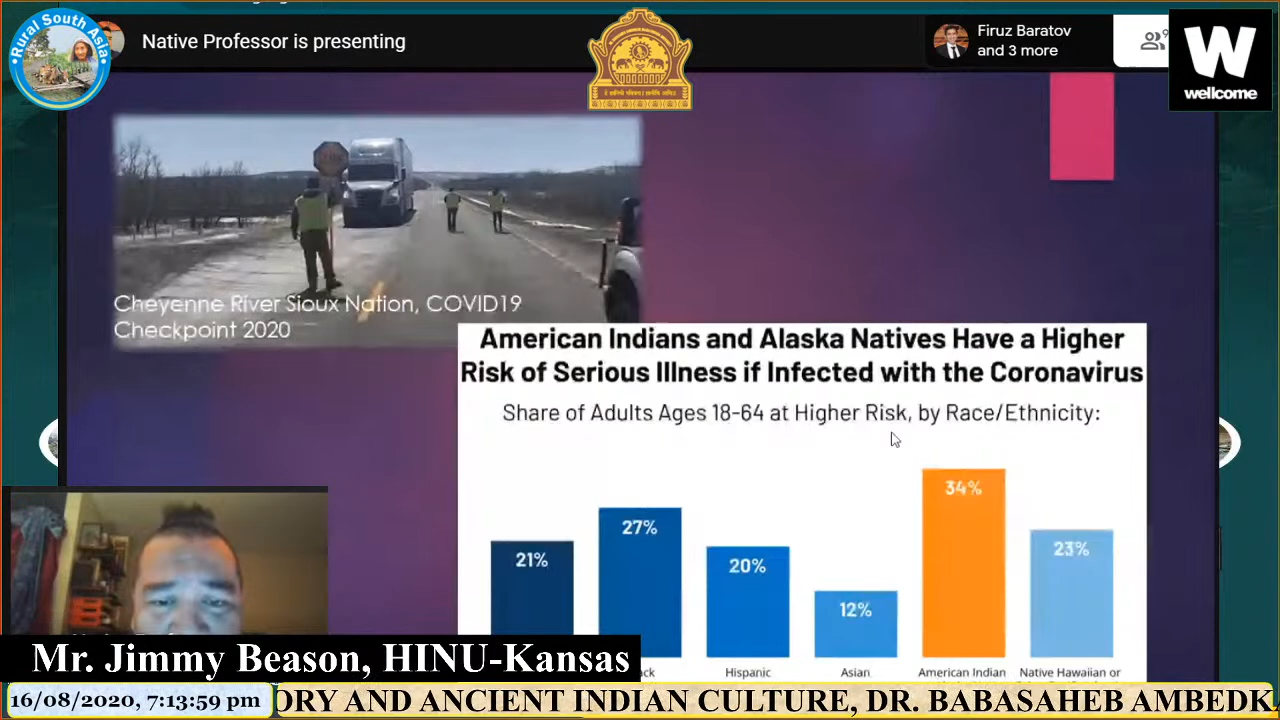 •Rural South Asia•
Native Professor is presenting
Firuz Baratov
and 3 more
W
wellcome
STOP
Cheyenne River Sioux Nation, COVID19
Checkpoint 2020
American Indians and Alaska Natives Have a Higher
Risk of Serious Illness if Infected with the Coronavirus
Share of Adults Ages 18-64 at Higher Risk, by Race/Ethnicity:
21%
27%
20%
12%
34%
23%
Hispanic
Asian
American Indian
Native Hawaiian or
Mr. Jimmy Beason, HINU-Kansas
16/08/2020, 7:13:59 pm
ORY AND ANCIENT INDIAN CULTURE, DR. BABASAHEB AMBEDK